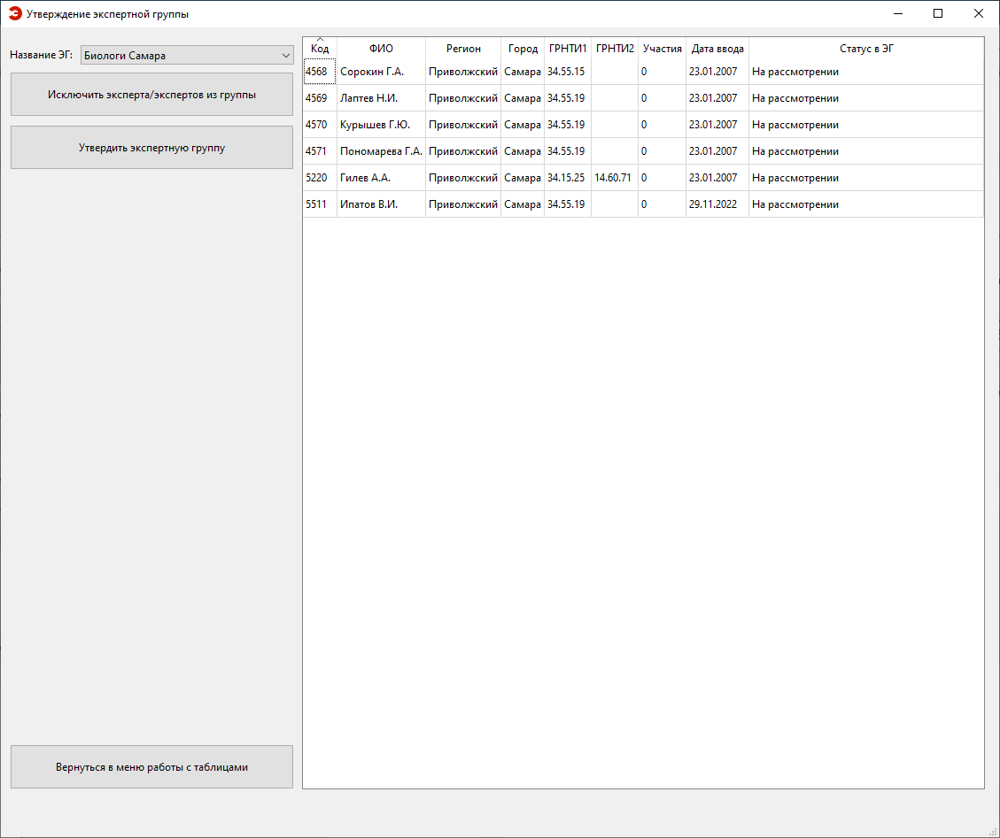 Утверждение экспертной группы
Название ЭГ: Биологи Самара
Исключить эксперта/экспертов из группы
Утвердить экспертную группу
Вернуться в меню работы с таблицами
Код ФИО Регион Город ГРНТИ1 ГРНТИ2 Участия Дата ввода Статус в ЭГ
4568 Сорокин Г.А. Приволжский Самара 34.55.15 0 23.01.2007 На рассмотрении
4569 Лаптев Н.И. Приволжский Самара 34.55.19 0 23.01.2007 На рассмотрении
4570 Курышев Г.Ю. Приволжский Самара 34.55.19 0 23.01.2007 На рассмотрении
4571 Пономарева Г.А. Приволжский Самара 34.55.19 0 23.01.2007 На рассмотрении
5220 Гилев А.А. Приволжский Самара 34.15.25 14.60.71 0 23.01.2007 На рассмотрении
5511 Ипатов В.И. Приволжский Самара 34.55.19 0 29.11.2022 На рассмотрении